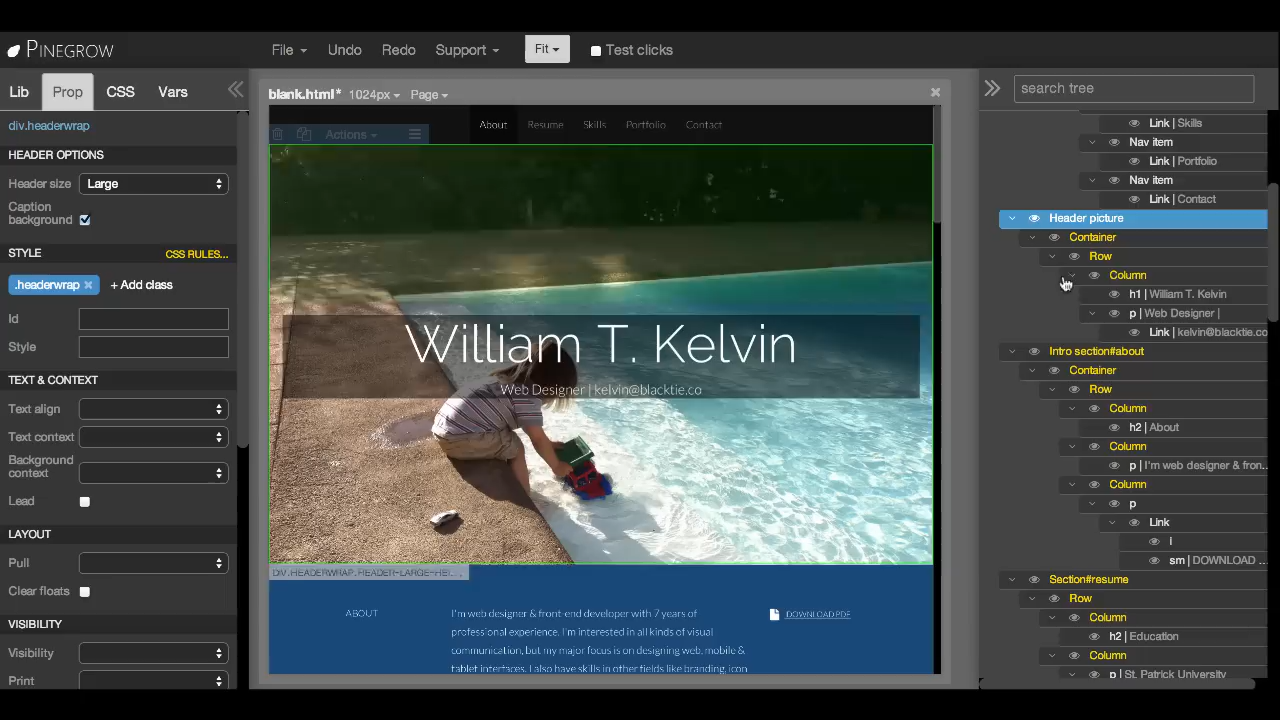 PINEGROW
File
Undo
Redo
Support
Fit
Test clicks
Lib
Prop
CSS
Vars
div.headerwrap
HEADER OPTIONS
Header size
Large
Caption
background
STYLE
CSS RULES...
.headerwrap
+ Add class
Id
Style
TEXT & CONTEXT
Text align
Text context
Background
context
Lead
LAYOUT
Pull
Clear floats
VISIBILITY
Visibility
Print
blank.html*
1024px
Page
About
Resume
Skills
Portfolio
Contact
Actions
William T. Kelvin
Web Designer | kelvin@blacktie.co
DIV.HEADERWRAP.HEADER-LARGE-HEI...
ABOUT
I'm web designer & front-end developer with 7 years of
professional experience. I'm interested in all kinds of visual
communication, but my major focus is on designing web, mobile &
tablet interfaces. I also have skills in other fields like branding, icon
DOWNLOAD PDF
search tree
Link | Skills
Nav item
Link | Portfolio
Nav item
Link | Contact
Header picture
Container
Row
Column
h1 | William T. Kelvin
p | Web Designer |
Link | kelvin@blacktie.co
Intro section#about
Container
Row
Column
h2 | About
Column
p | I'm web designer & fron...
Column
p
Link
i
sm | DOWNLOAD ...
Section#resume
Row
Column
h2 | Education
Column
p | St. Patrick University